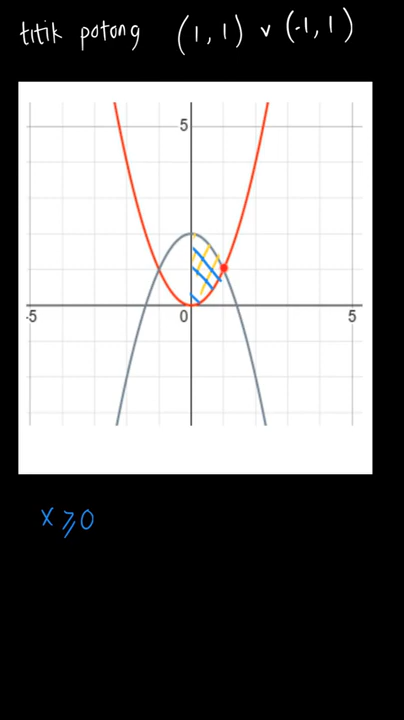 titik potong (1,1) v (-1,1)
5
-5 0 5
x ⩾ 0